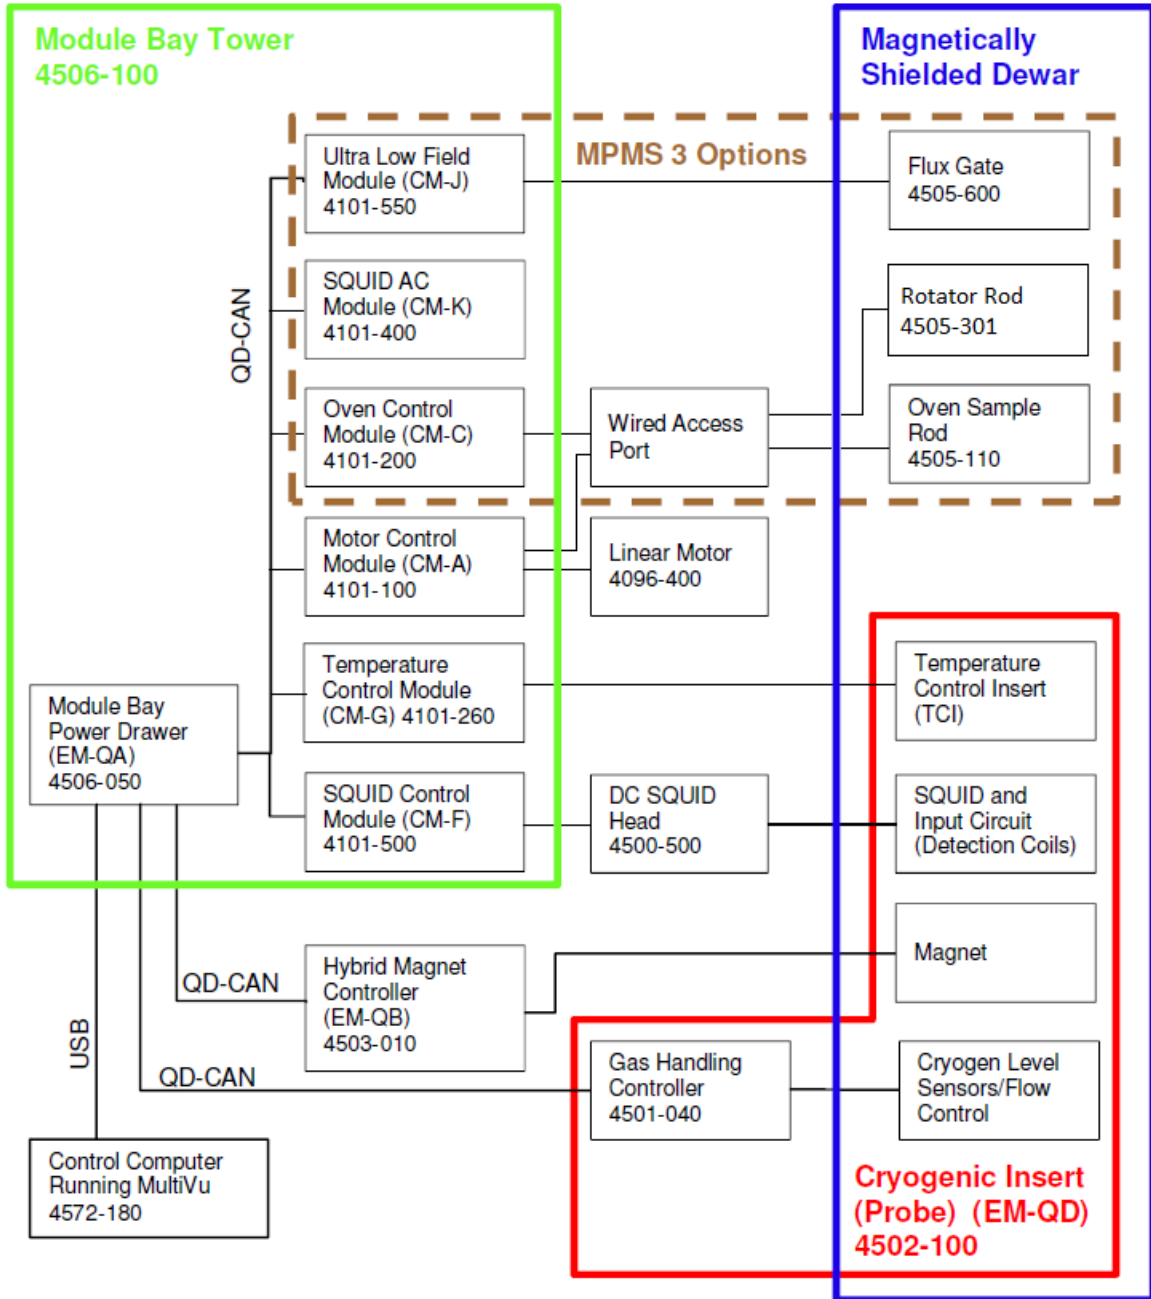 Module Bay Tower
4506-100
Magnetically
Shielded Dewar
MPMS 3 Options
Ultra Low Field
Module (CM-J)
4101-550
Flux Gate
4505-600
QD-CAN
SQUID AC
Module (CM-K)
4101-400
Rotator Rod
4505-301
Oven Control
Module (CM-C)
4101-200
Wired Access
Port
Oven Sample
Rod
4505-110
Motor Control
Module (CM-A)
4101-100
Linear Motor
4096-400
Temperature
Control Module
(CM-G) 4101-260
Temperature
Control Insert
(TCI)
Module Bay
Power Drawer
(EM-QA)
4506-050
SQUID Control
Module (CM-F)
4101-500
DC SQUID
Head
4500-500
SQUID and
Input Circuit
(Detection Coils)
QD-CAN
Hybrid Magnet
Controller
(EM-QB)
4503-010
Magnet
USB
QD-CAN
Gas Handling
Controller
4501-040
Cryogen Level
Sensors/Flow
Control
Control Computer
Running MultiVu
4572-180
Cryogenic Insert
(Probe) (EM-QD)
4502-100